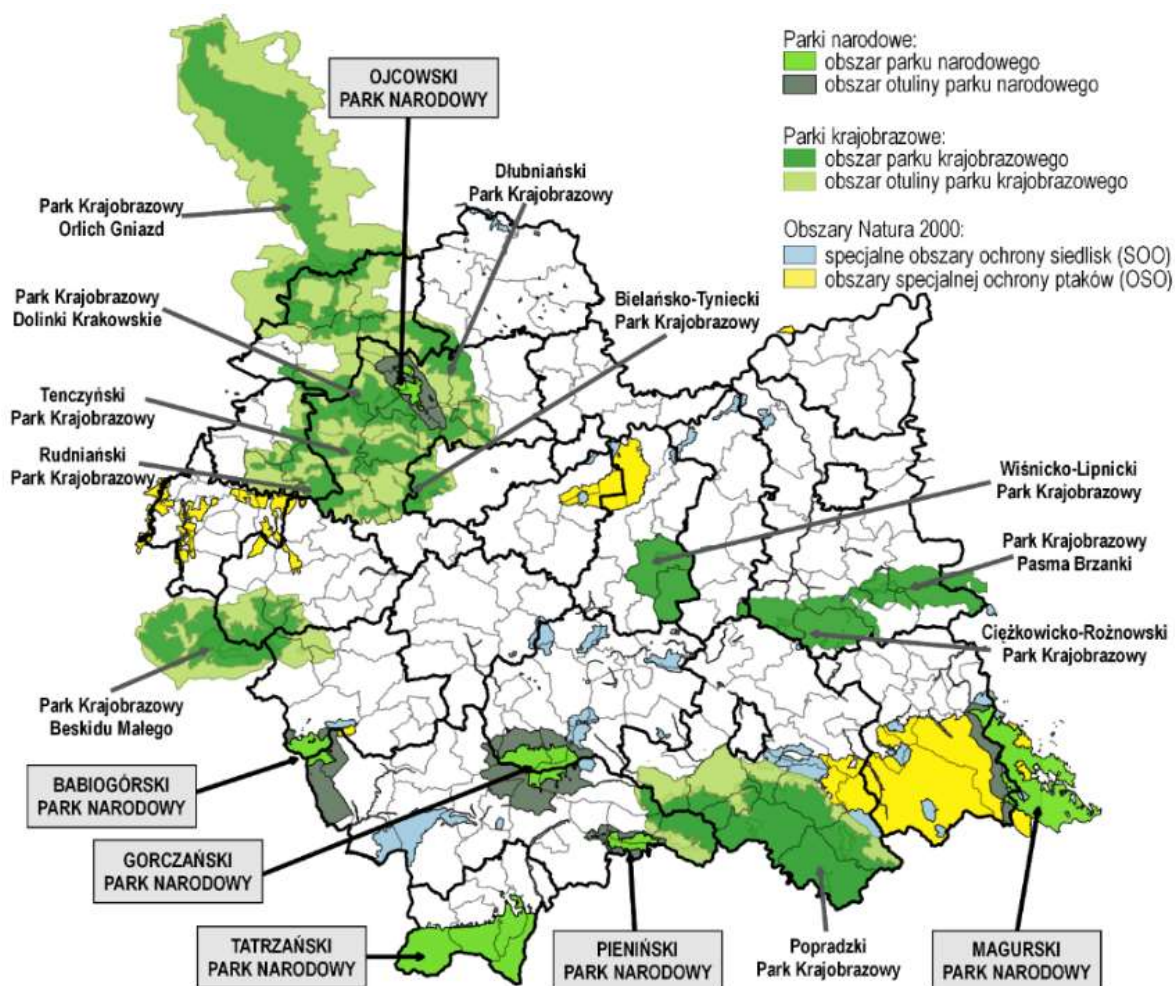 Parki narodowe:
obszar parku narodowego
obszar otuliny parku narodowego
Parki krajobrazowe:
obszar parku krajobrazowego
obszar otuliny parku krajobrazowego
Obszary Natura 2000:
specjalne obszary ochrony siedlisk (SOO)
obszary specjalnej ochrony ptaków (OSO)
OJCOWSKI
PARK NARODOWY
Dłubniański
Park Krajobrazowy
Park Krajobrazowy
Orlich Gniazd
Park Krajobrazowy
Dolinki Krakowskie
Bielańsko-Tyniecki
Park Krajobrazowy
Tenczyński
Park Krajobrazowy
Rudniański
Park Krajobrazowy
Wiśnicko-Lipnicki
Park Krajobrazowy
Park Krajobrazowy
Pasma Brzanki
Ciężkowicko-Rożnowski
Park Krajobrazowy
Park Krajobrazowy
Beskidu Małego
BABIOGÓRSKI
PARK NARODOWY
GORCZAŃSKI
PARK NARODOWY
TATRZAŃSKI
PARK NARODOWY
PIENIŃSKI
PARK NARODOWY
Popradzki
Park Krajobrazowy
MAGURSKI
PARK NARODOWY